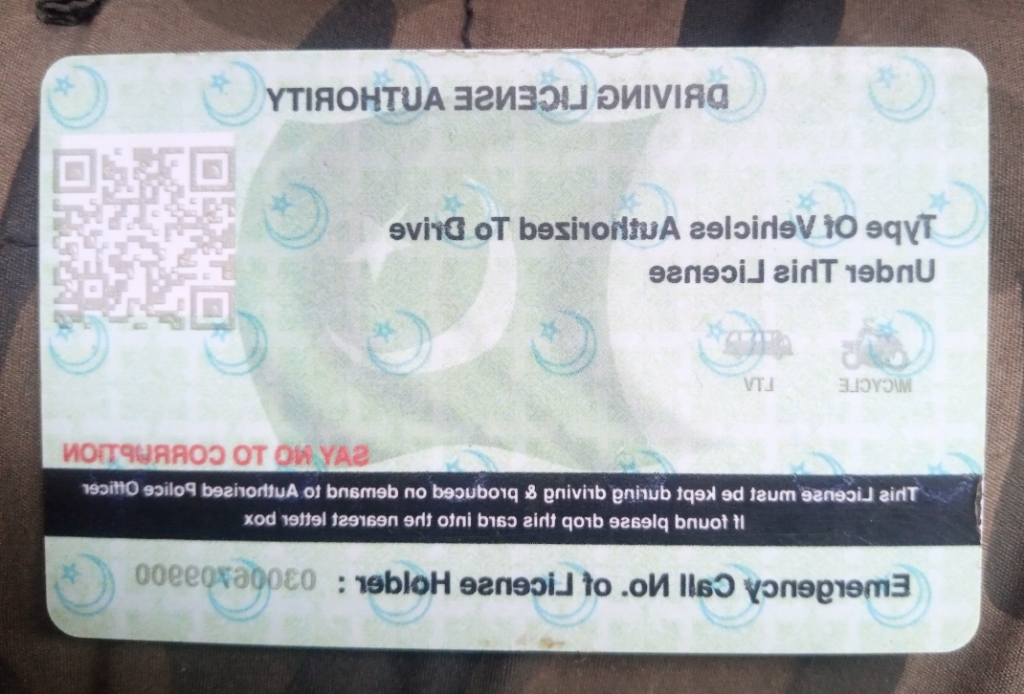 DRIVING LICENSE AUTHORITY
Type Of Vehicles Authorized To Drive
Under This License
M/CYCLE LTV
SAY NO TO CORRUPTION
This License must be kept during driving & produced on demand to Authorised Police Officer
If found please drop this card into the nearest letter box
Emergency Call No. of License Holder : 03006709900